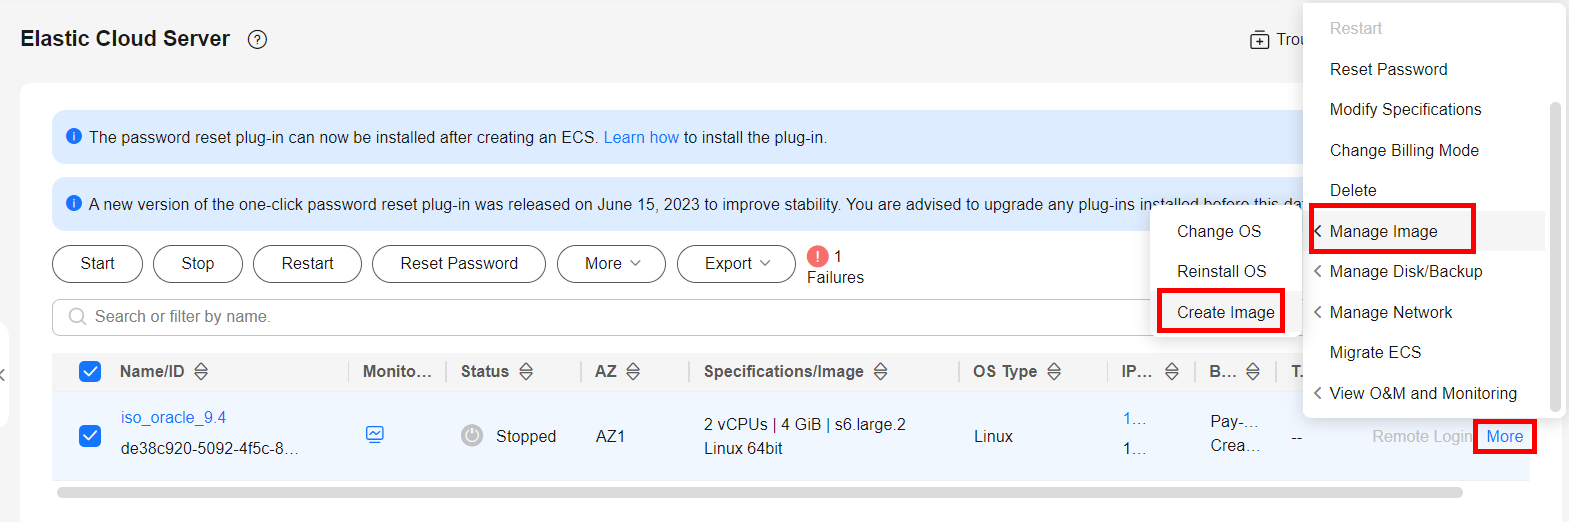 Elastic Cloud Server ?
Restart
Reset Password
Modify Specifications
Change Billing Mode
Delete
Manage Image
Manage Disk/Backup
Manage Network
Migrate ECS
View O&M and Monitoring
The password reset plug-in can now be installed after creating an ECS. Learn how to install the plug-in.
A new version of the one-click password reset plug-in was released on June 15, 2023 to improve stability. You are advised to upgrade any plug-ins installed before this
Change OS
Reinstall OS
Create Image
Start Stop Restart Reset Password More Export ! 1
Failures
Search or filter by name.
Name/ID Monito... Status AZ Specifications/Image OS Type IP... B... T.
iso_oracle_9.4
de38c920-5092-4f5c-8...
Stopped AZ1
2 vCPUs | 4 GiB | s6.large.2
Linux 64bit
Linux
1...
1...
Pay-...
Crea...
--
Remote Login More